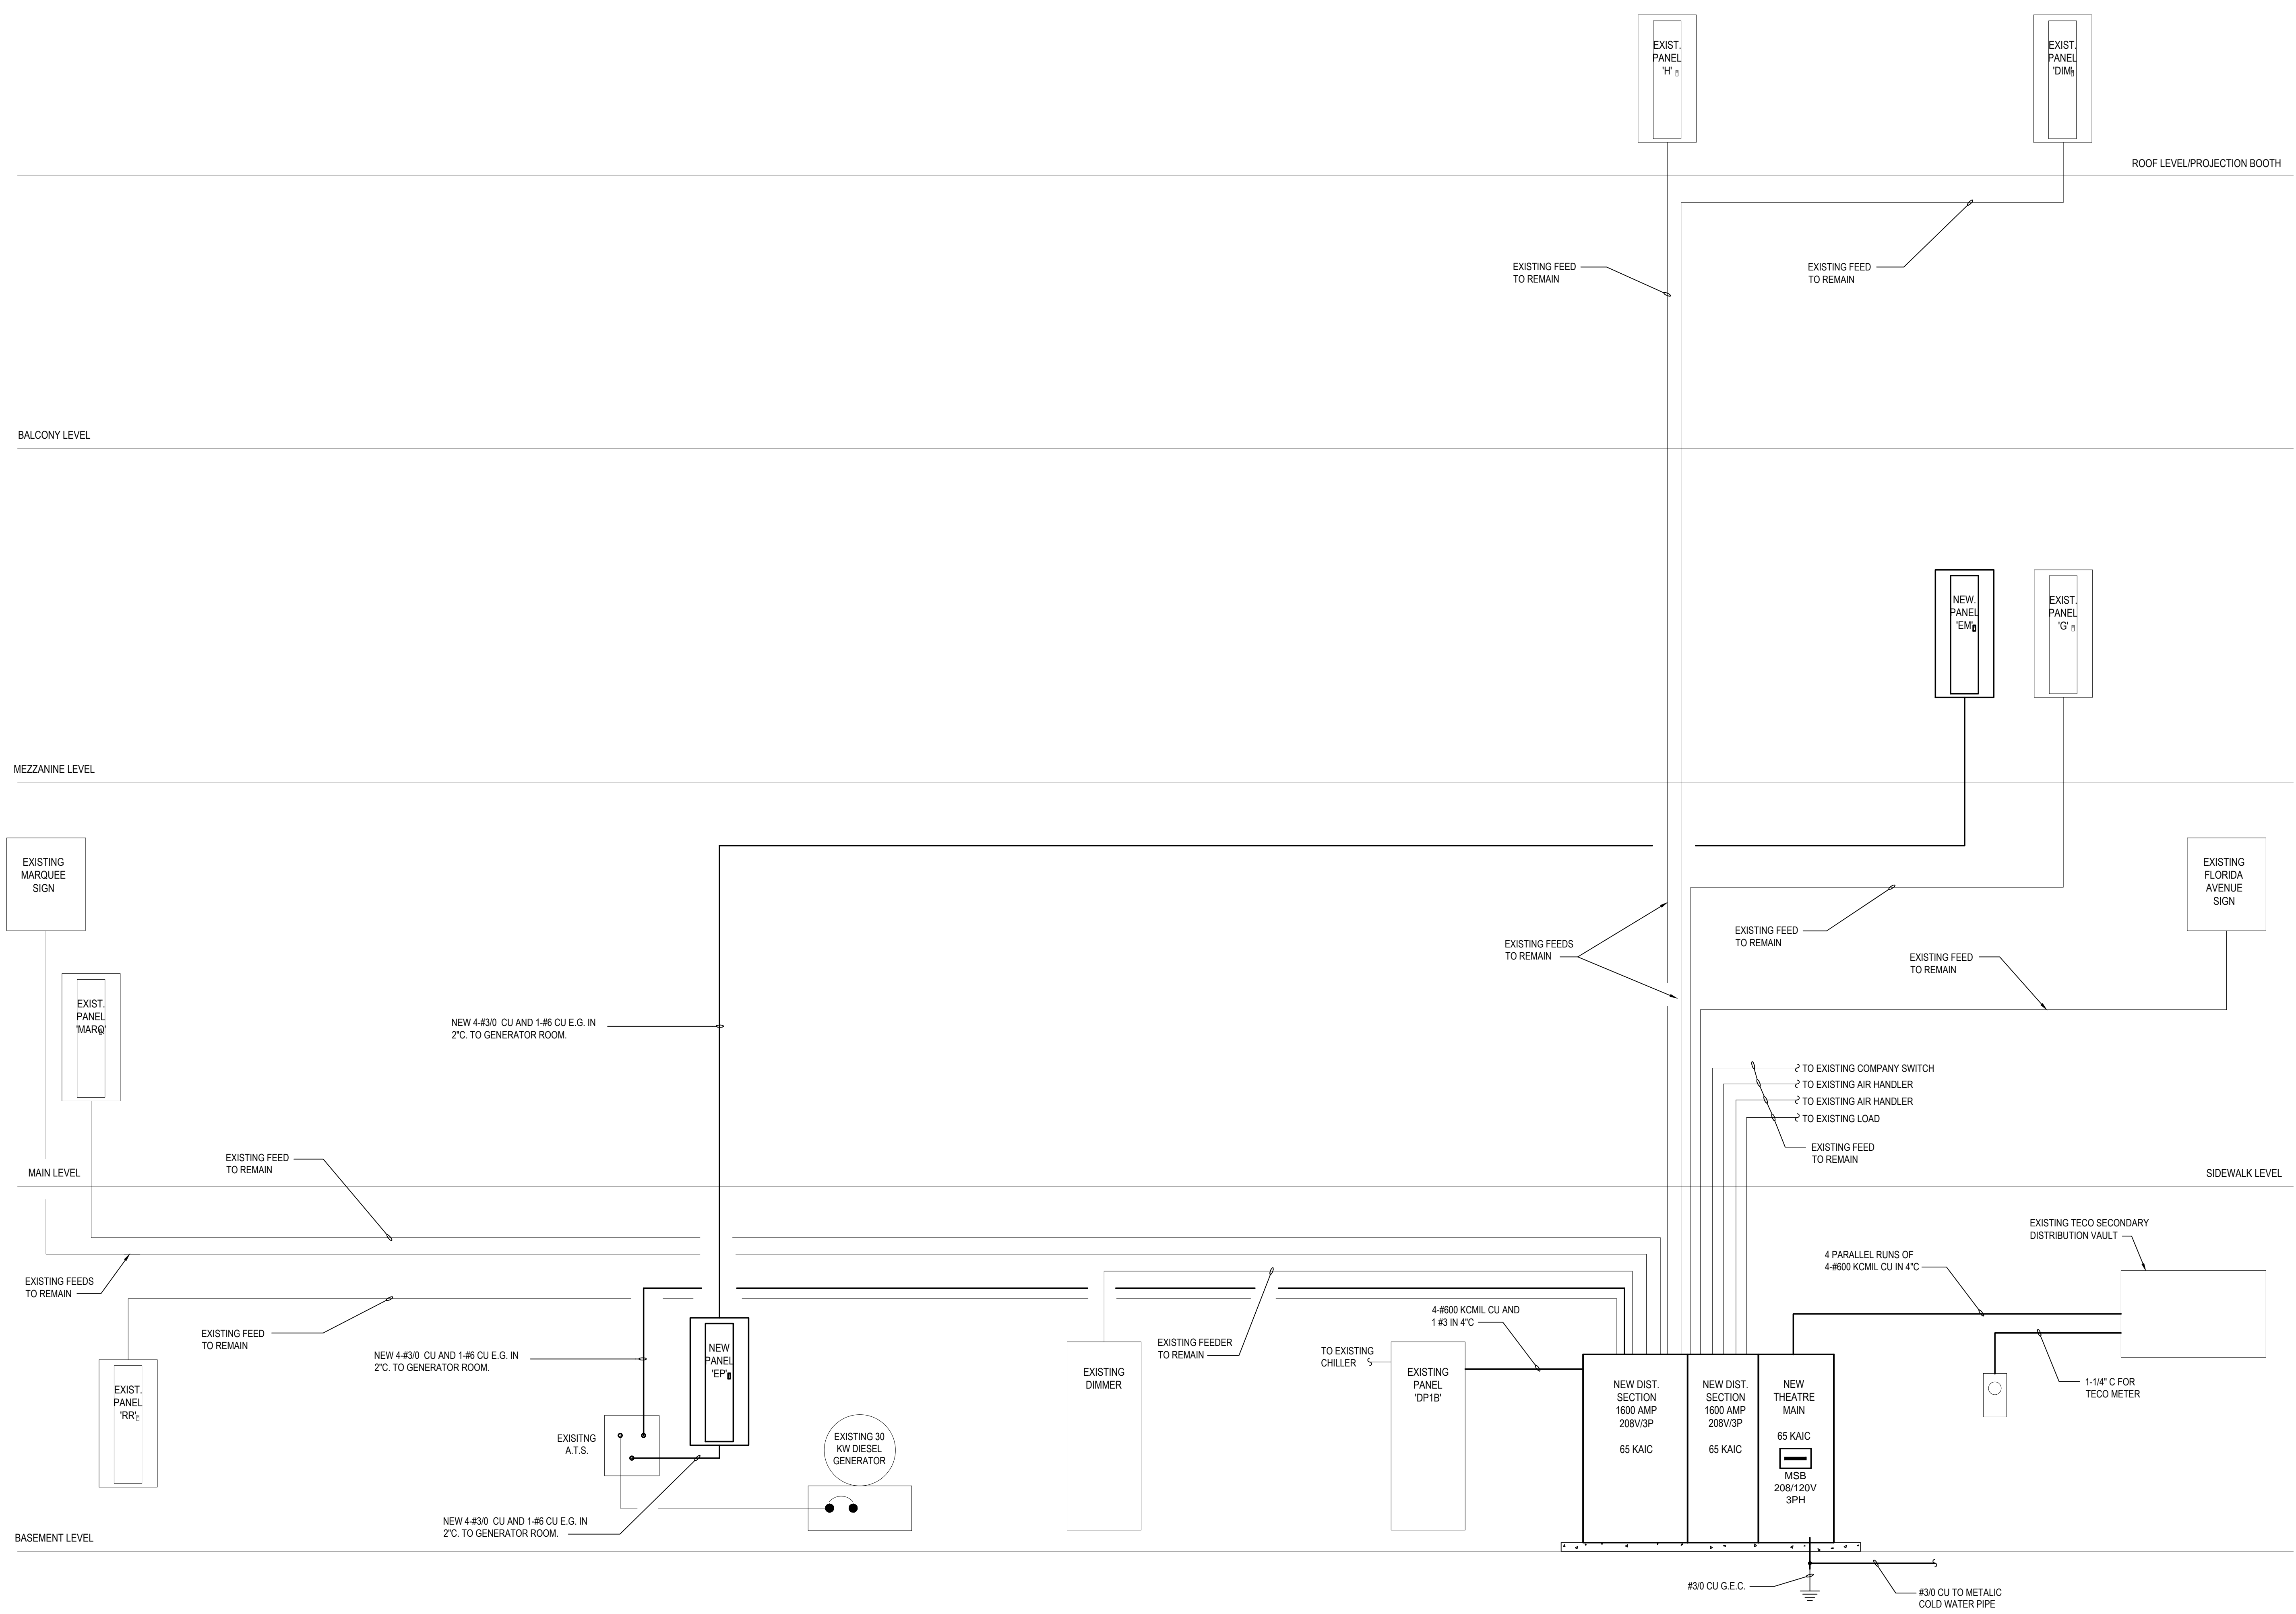 EXIST.
PANEL
'H'
EXIST.
PANEL
'DIM'
ROOF LEVEL/PROJECTION BOOTH
EXISTING FEED
TO REMAIN
EXISTING FEED
TO REMAIN
BALCONY LEVEL
NEW.
PANEL
'EM'
EXIST.
PANEL
'G'
MEZZANINE LEVEL
EXISTING
MARQUEE
SIGN
EXISTING
FLORIDA
AVENUE
SIGN
EXISTING FEEDS
TO REMAIN
EXISTING FEED
TO REMAIN
EXISTING FEED
TO REMAIN
EXIST.
PANEL
'MARQ'
NEW 4-#3/0 CU AND 1-#6 CU E.G. IN
2"C. TO GENERATOR ROOM.
TO EXISTING COMPANY SWITCH
TO EXISTING AIR HANDLER
TO EXISTING AIR HANDLER
TO EXISTING LOAD
EXISTING FEED
TO REMAIN
EXISTING FEED
TO REMAIN
MAIN LEVEL
SIDEWALK LEVEL
EXISTING TECO SECONDARY
DISTRIBUTION VAULT
4 PARALLEL RUNS OF
4-#600 KCMIL CU IN 4"C
EXISTING FEEDS
TO REMAIN
EXISTING FEED
TO REMAIN
NEW 4-#3/0 CU AND 1-#6 CU E.G. IN
2"C. TO GENERATOR ROOM.
NEW
PANEL
'EP'
EXISTING FEEDER
TO REMAIN
4-#600 KCMIL CU AND
1 #3 IN 4"C
TO EXISTING
CHILLER
EXISTING
DIMMER
EXISTING
PANEL
'DP1B'
NEW DIST.
SECTION
1600 AMP
208V/3P
65 KAIC
NEW DIST.
SECTION
1600 AMP
208V/3P
65 KAIC
NEW
THEATRE
MAIN
65 KAIC
MSB
208/120V
3PH
1-1/4" C FOR
TECO METER
EXIST.
PANEL
'RR'
EXISITNG
A.T.S.
EXISTING 30
KW DIESEL
GENERATOR
NEW 4-#3/0 CU AND 1-#6 CU E.G. IN
2"C. TO GENERATOR ROOM.
BASEMENT LEVEL
#3/0 CU G.E.C.
#3/0 CU TO METALIC
COLD WATER PIPE